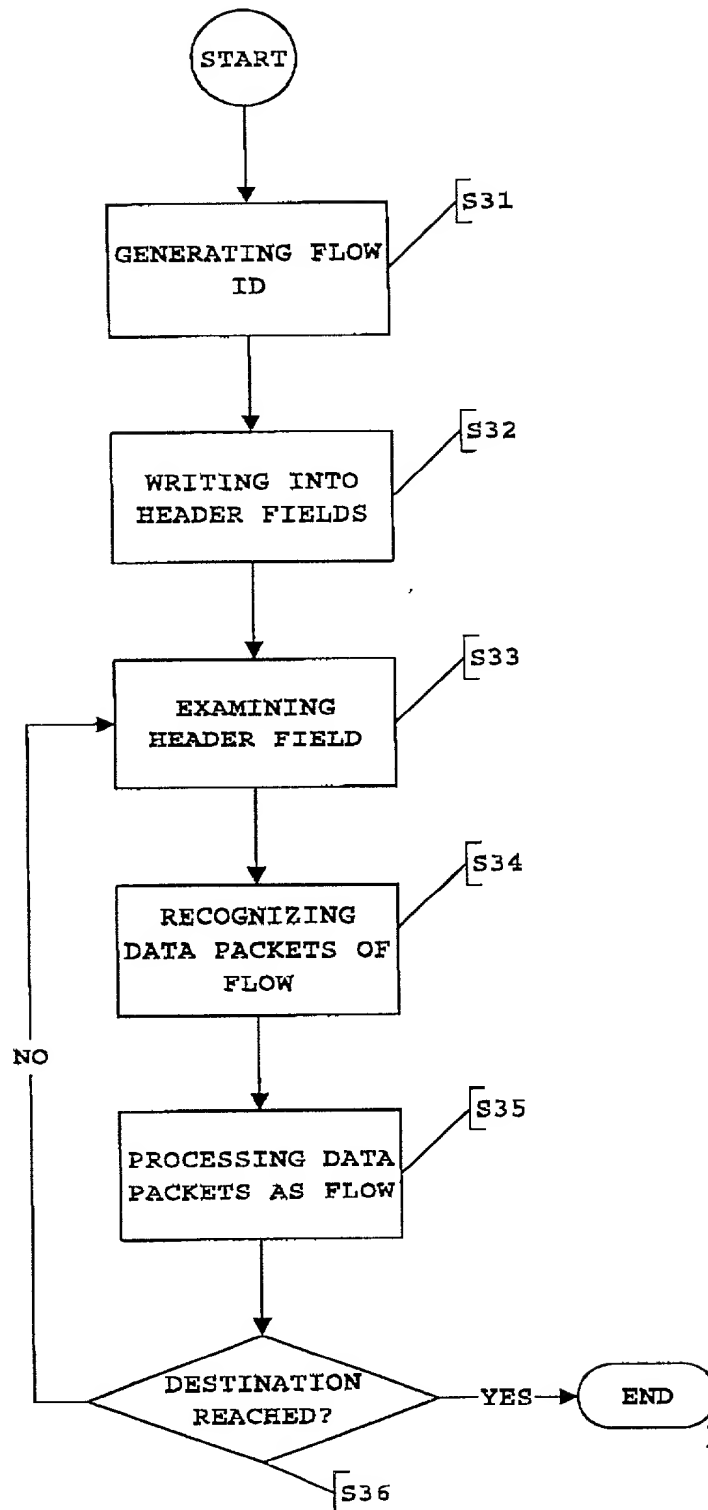 START
S31
GENERATING FLOW
ID
S32
WRITING INTO
HEADER FIELDS
S33
EXAMINING
HEADER FIELD
S34
RECOGNIZING
DATA PACKETS OF
FLOW
NO
S35
PROCESSING DATA
PACKETS AS FLOW
DESTINATION
REACHED?
YES
END
S36